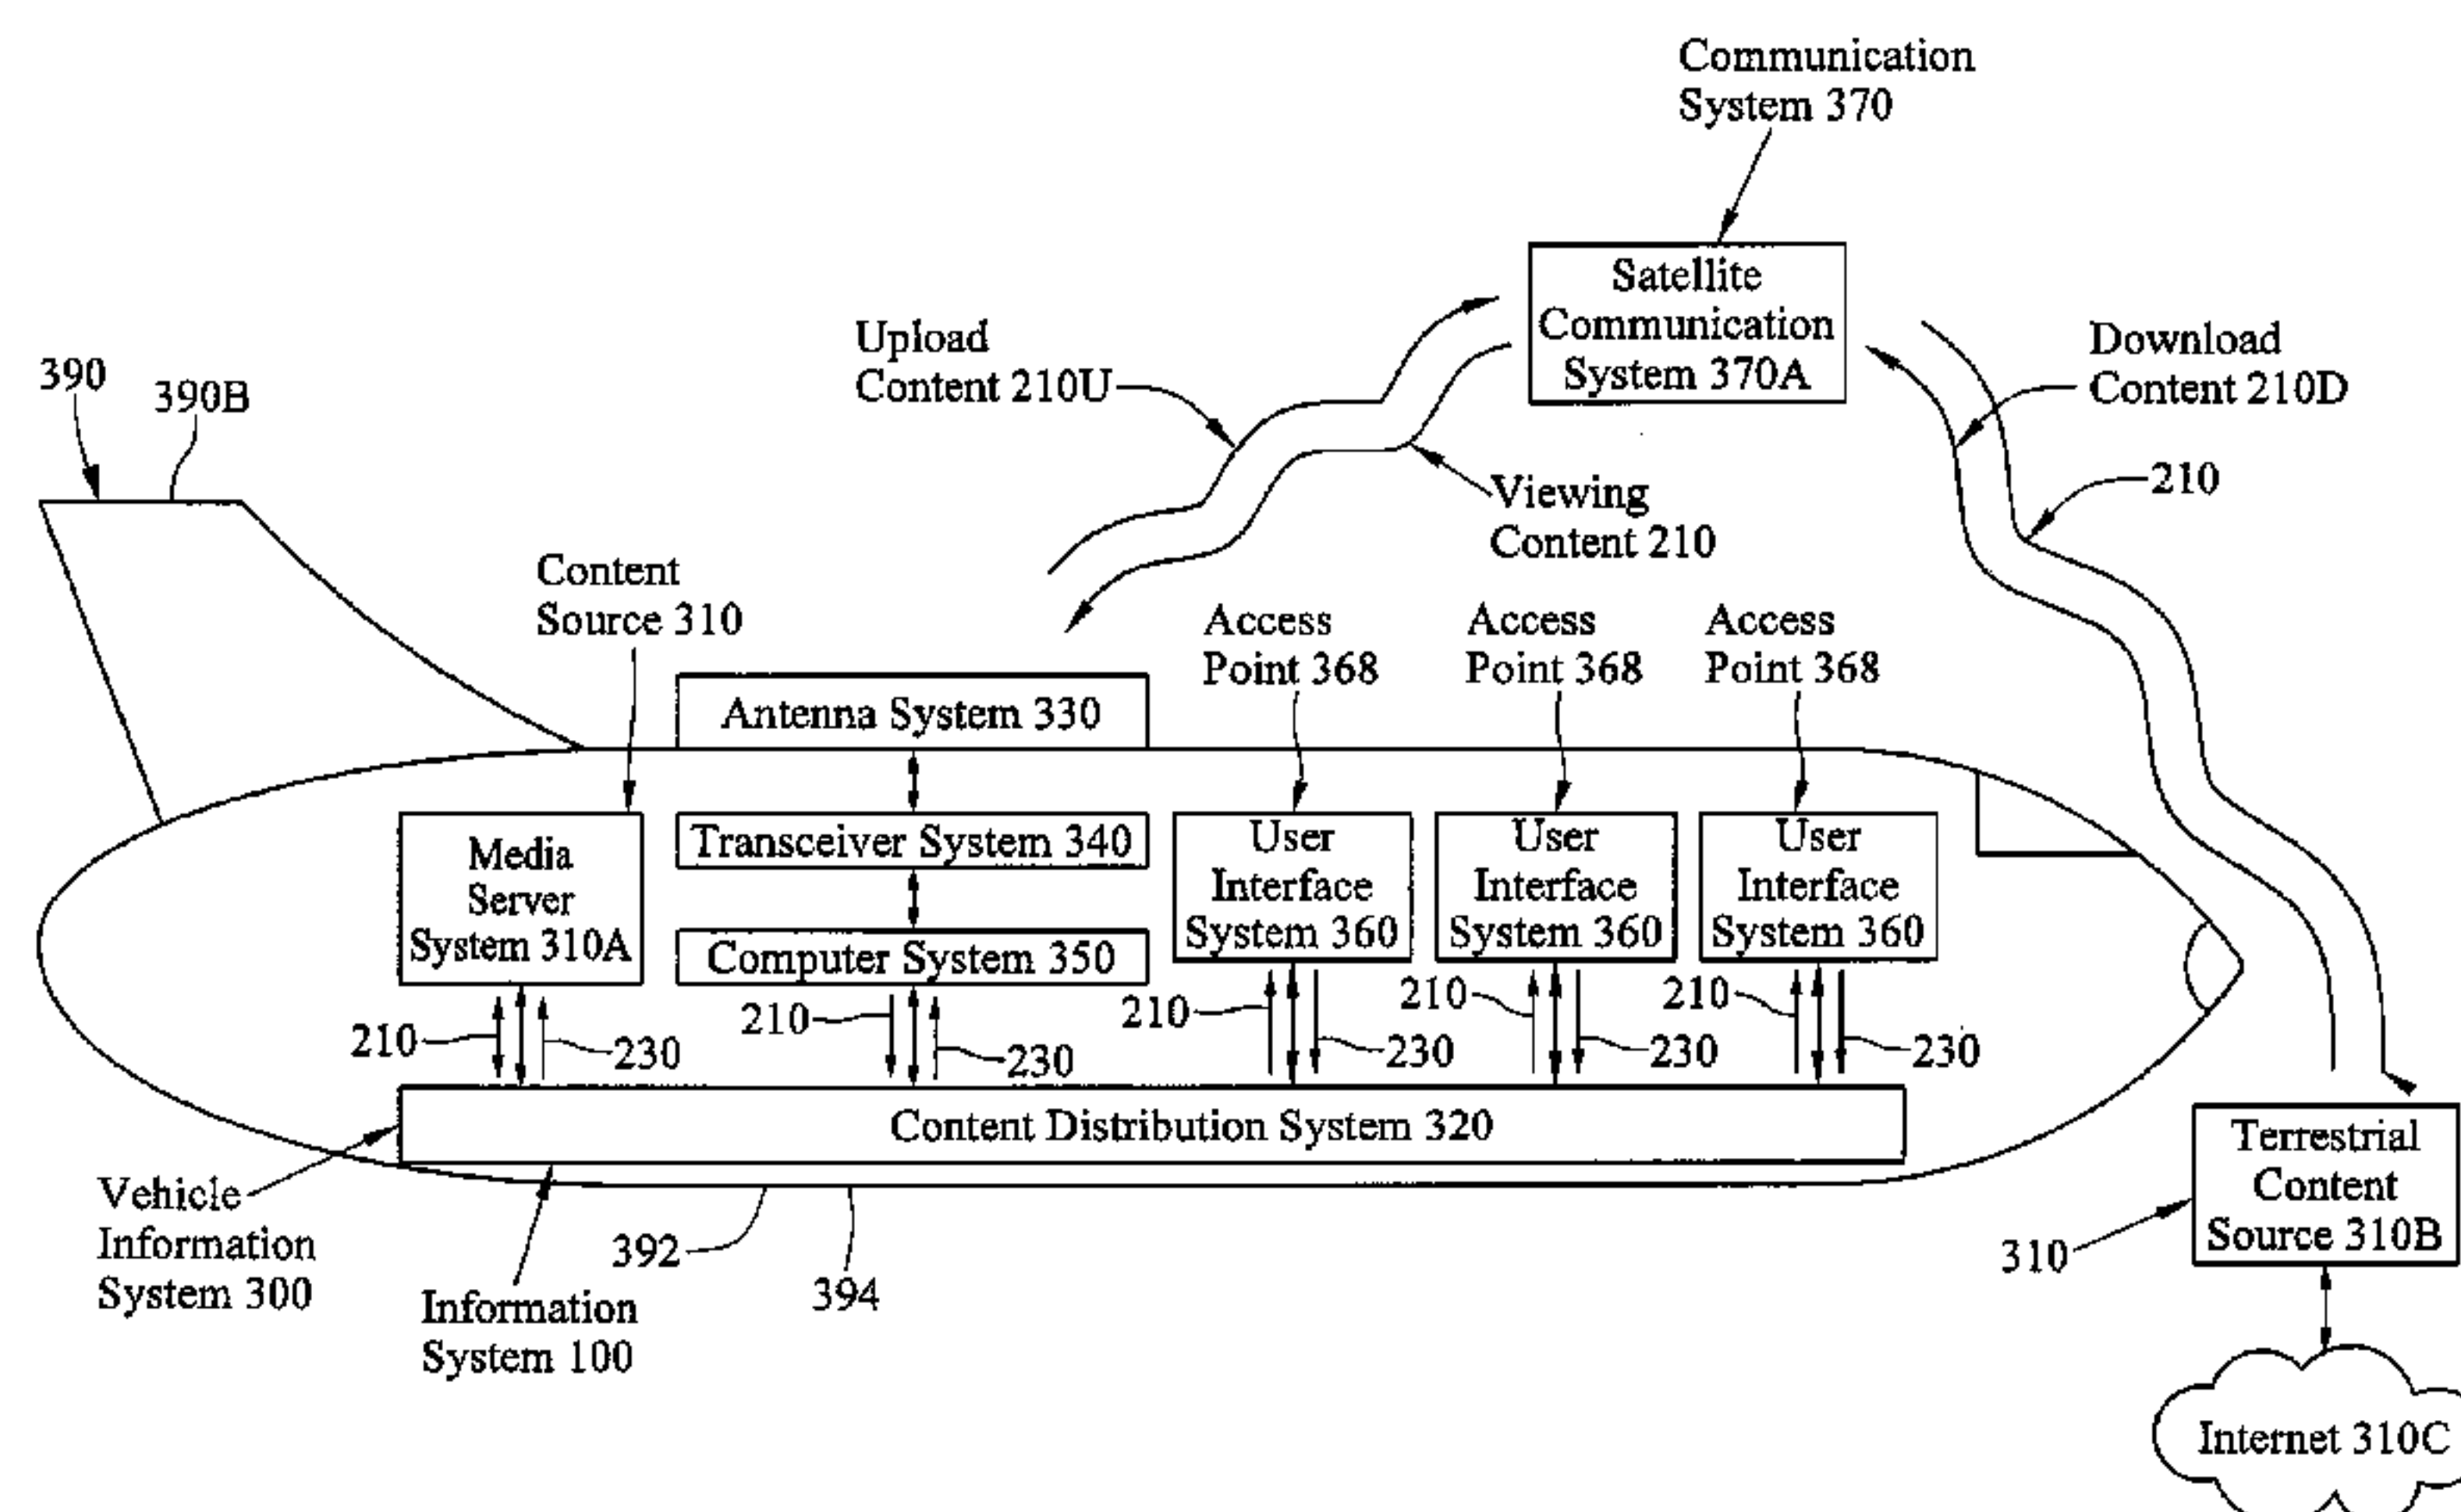 Communication
System 370
Satellite
Communication
System 370A
Upload
Content 210U
Download
Content 210D
390
390B
210
Viewing
Content 210
Content
Source 310
Access
Point 368
Access
Point 368
Access
Point 368
Antenna System 330
Media
Server
System 310A
Transceiver System 340
Computer System 350
User
Interface
System 360
User
Interface
System 360
User
Interface
System 360
210
230
210
230
210
230
210
230
210
230
Content Distribution System 320
Vehicle
Information
System 300
Information
System 100
392
394
310
Terrestrial
Content
Source 310B
Internet 310C